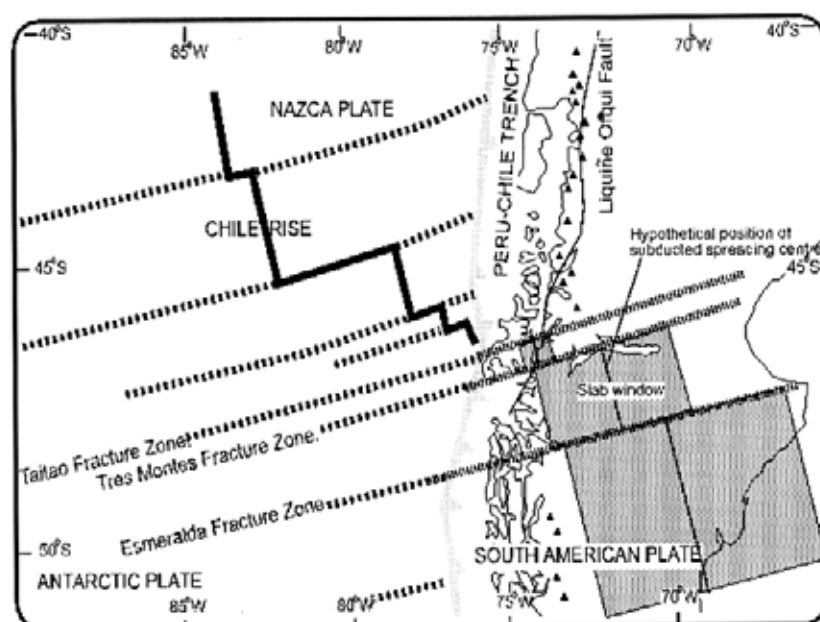 40°S
85°W
80°W
75°W
70°W
40°S
NAZCA PLATE
PERU-CHILE TRENCH
Liquiñe Ofqui Fault
CHILE RISE
Hypothetical position of
subducted spreacing centre
45°S
45°S
Slab window
Taitao Fracture Zone
Tres Montes Fracture Zone.
Esmeralda Fracture Zone
50°S
SOUTH AMERICAN PLATE
ANTARCTIC PLATE
85°W
80°W
75°W
70°W